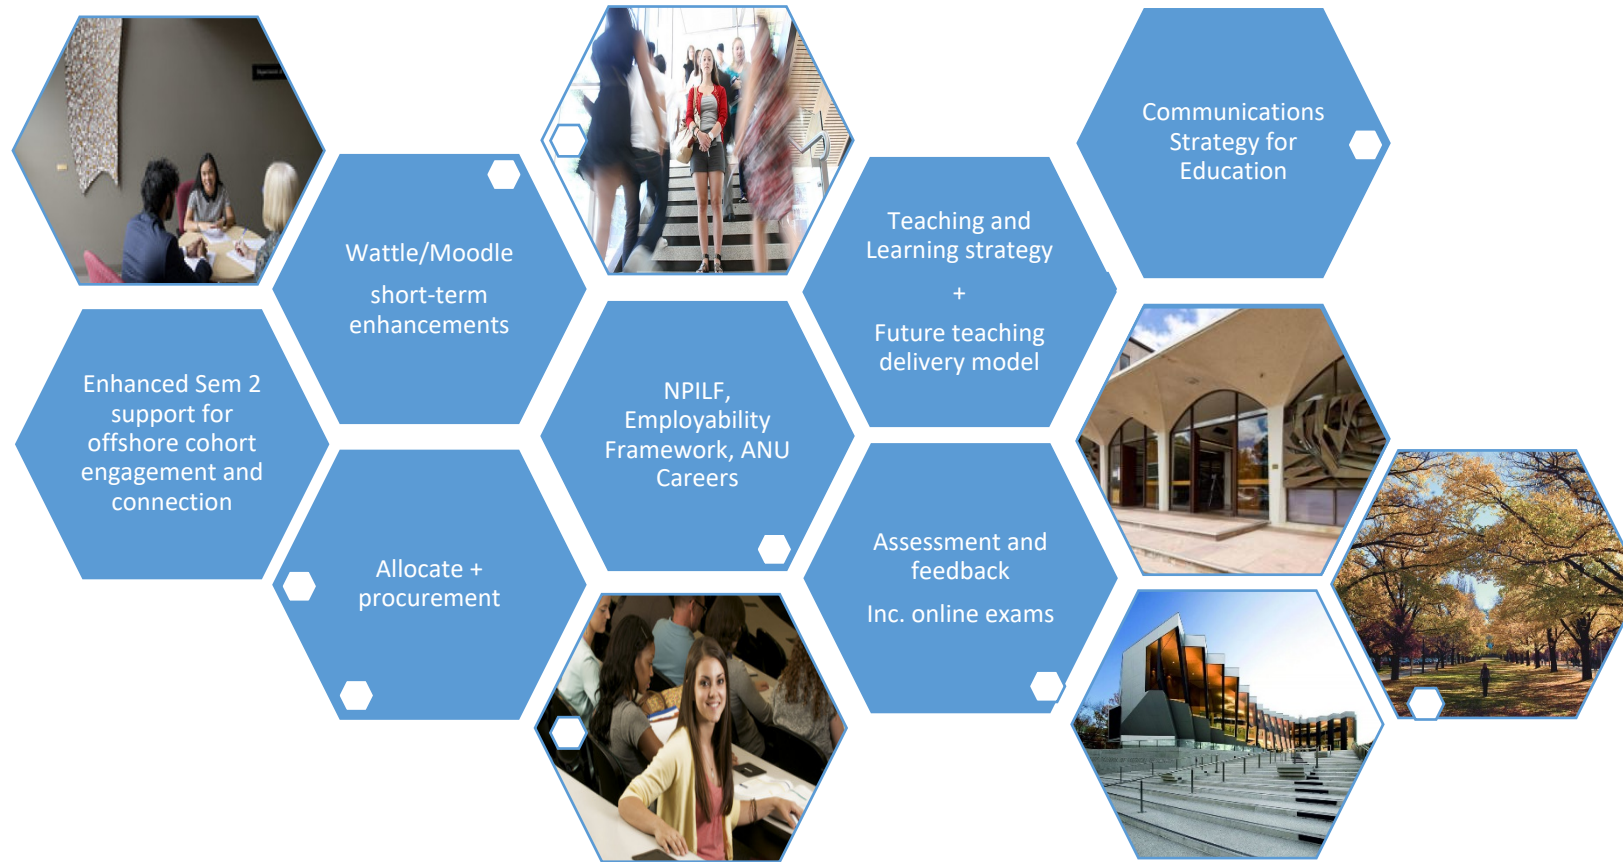 Communications
Strategy for
Education
Teaching and
Learning strategy
+
Future teaching
delivery model
Wattle/Moodle
short-term
enhancements
Enhanced Sem 2
support for
offshore cohort
engagement and
connection
NPILF,
Employability
Framework, ANU
Careers
Allocate +
procurement
Assessment and
feedback
Inc. online exams